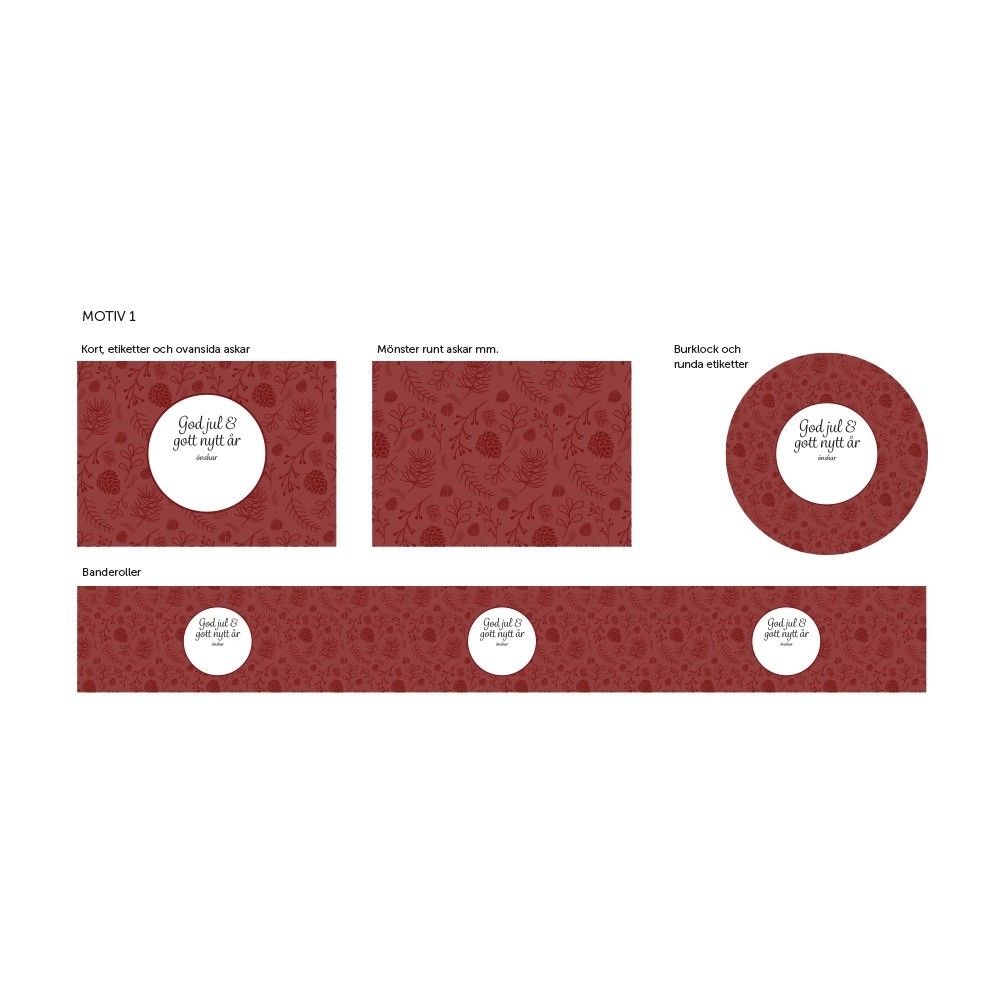 MOTIV 1
Kort, etiketter och ovansida askar
God jul &
gott nytt år
önskar
Mönster runt askar mm.
Burklock och
runda etiketter
God jul &
gott nytt år
önskar
Banderoller
God jul &
gott nytt år
önskar
God jul &
gott nytt år
önskar
God jul &
gott nytt år
önskar